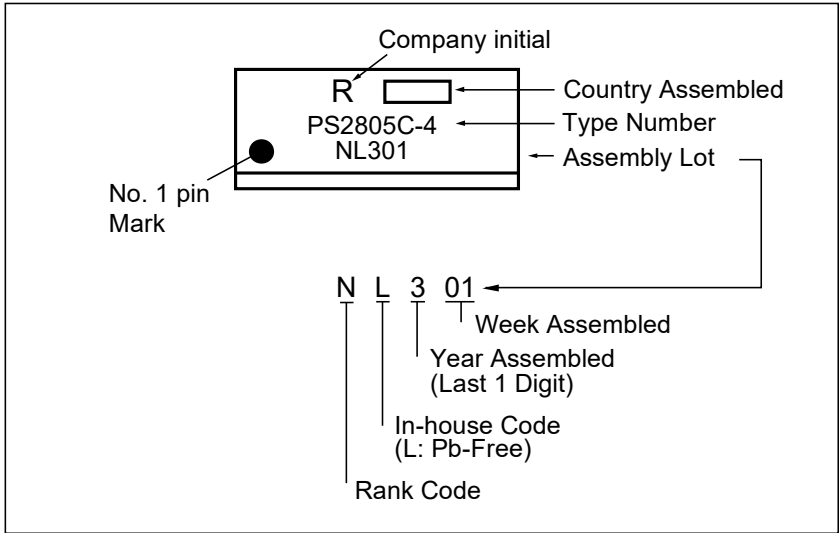 Company initial
R
Country Assembled
PS2805C-4
Type Number
NL301
Assembly Lot
No. 1 pin
Mark
N L 3 01
Week Assembled
Year Assembled
(Last 1 Digit)
In-house Code
(L: Pb-Free)
Rank Code